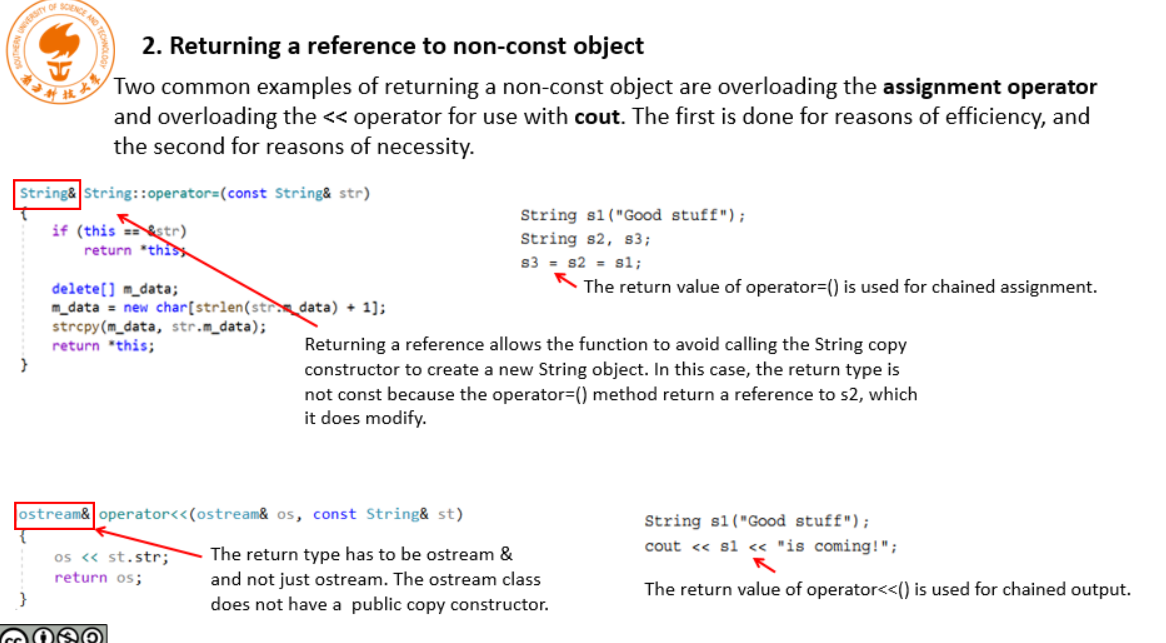 SOUTHERN UNIVERSITY OF SCIENCE AND TECHNOLOGY
南方科技大学
2. Returning a reference to non-const object
Two common examples of returning a non-const object are overloading the assignment operator
and overloading the << operator for use with cout. The first is done for reasons of efficiency, and
the second for reasons of necessity.
String& String::operator=(const String& str)
{
if (this == &str)
return *this;
delete[] m_data;
m_data = new char[strlen(str.m_data) + 1];
strcpy(m_data, str.m_data);
return *this;
}
String s1("Good stuff");
String s2, s3;
s3 = s2 = s1;
The return value of operator=() is used for chained assignment.
Returning a reference allows the function to avoid calling the String copy
constructor to create a new String object. In this case, the return type is
not const because the operator=() method return a reference to s2, which
it does modify.
ostream& operator<<(ostream& os, const String& st)
{
os << st.str;
return os;
}
The return type has to be ostream &
and not just ostream. The ostream class
does not have a public copy constructor.
String s1("Good stuff");
cout << s1 << "is coming!";
The return value of operator<<() is used for chained output.
cc